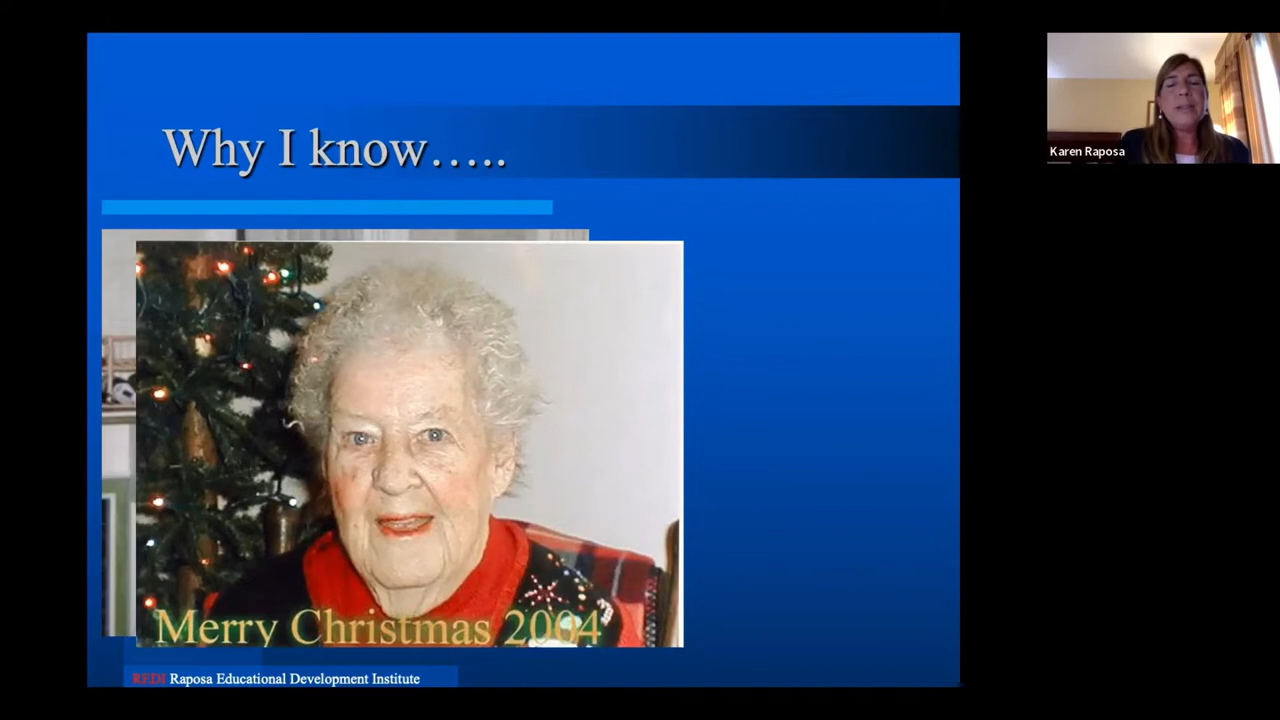 Why I know…..
Karen Raposa
Merry Christmas 2004
REDI Raposa Educational Development Institute